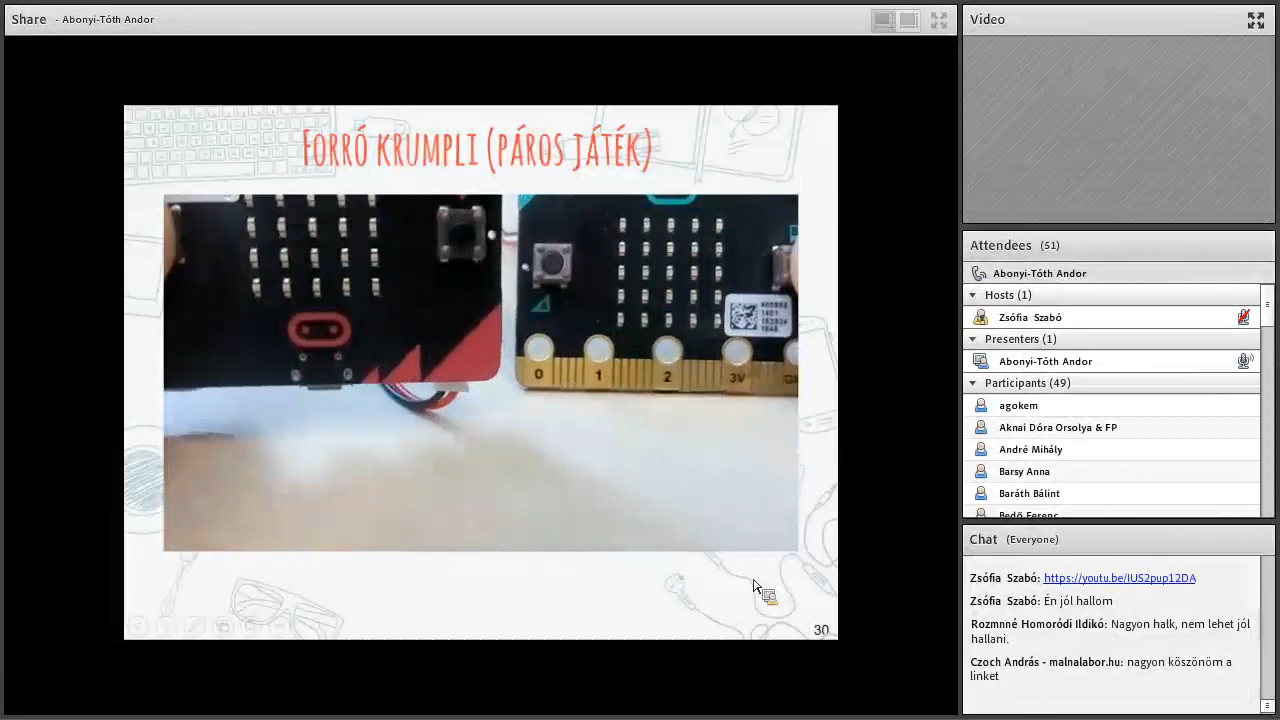 Share - Abonyi-Tóth Andor
FORRÓ KRUMPLI (PÁROS JÁTÉK)
0 1 2 3V
30
Video
Attendees (51)
Abonyi-Tóth Andor
Hosts (1)
Zsófia Szabó
Presenters (1)
Abonyi-Tóth Andor
Participants (49)
agokem
Aknai Dóra Orsolya & FP
André Mihály
Barsy Anna
Baráth Bálint
Bedő Ferenc
Chat (Everyone)
Zsófia Szabó: https://youtu.be/IUS2pup12DA
Zsófia Szabó: Én jól hallom
Rozmnné Homoródi Ildikó: Nagyon halk, nem lehet jól
hallani.
Czoch András - malnalabor.hu: nagyon köszönöm a
linket